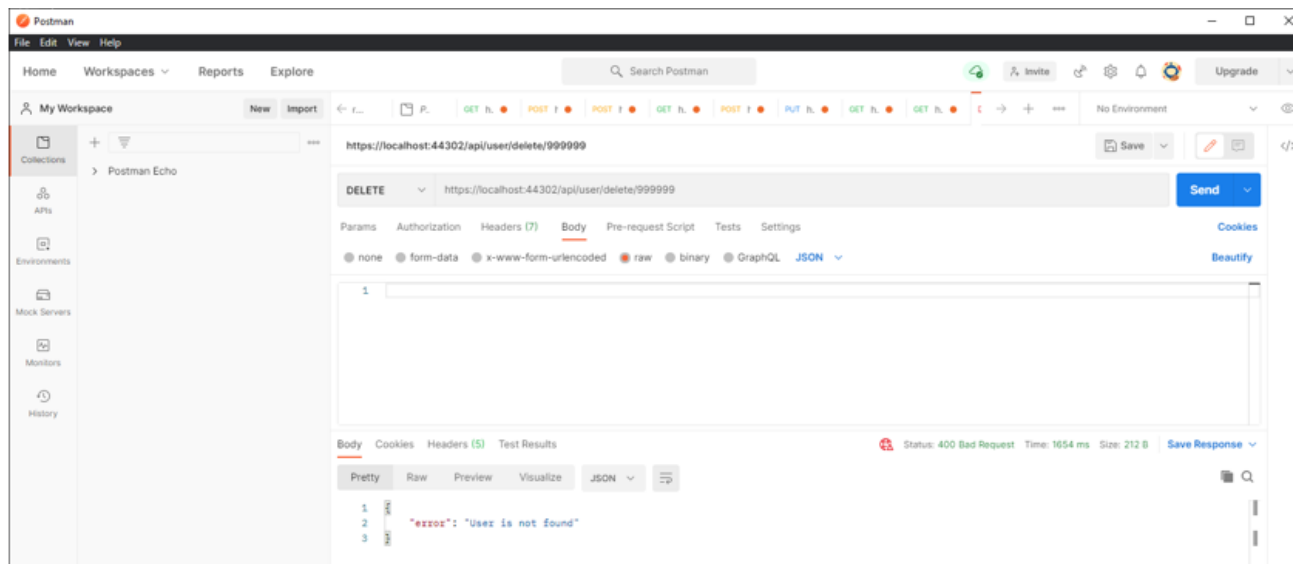 Postman
File Edit View Help
Home Workspaces Reports Explore Search Postman Invite Upgrade
My Workspace New Import GET h. POST POST GET h. POST PUT h. GET h. GET h. No Environment
https://localhost:44302/api/user/delete/999999 Save
Collections
Postman Echo
DELETE https://localhost:44302/api/user/delete/999999 Send
APIs
Params Authorization Headers (7) Body Pre-request Script Tests Settings Cookies
Environments
none form-data x-www-form-urlencoded raw binary GraphQL JSON Beautify
1
Mock Servers
Monitors
History
Body Cookies Headers (5) Test Results Status: 400 Bad Request Time: 1654 ms Size: 212 B Save Response
Pretty Raw Preview Visualize JSON
1 {
2 "error": "User is not found"
3 }